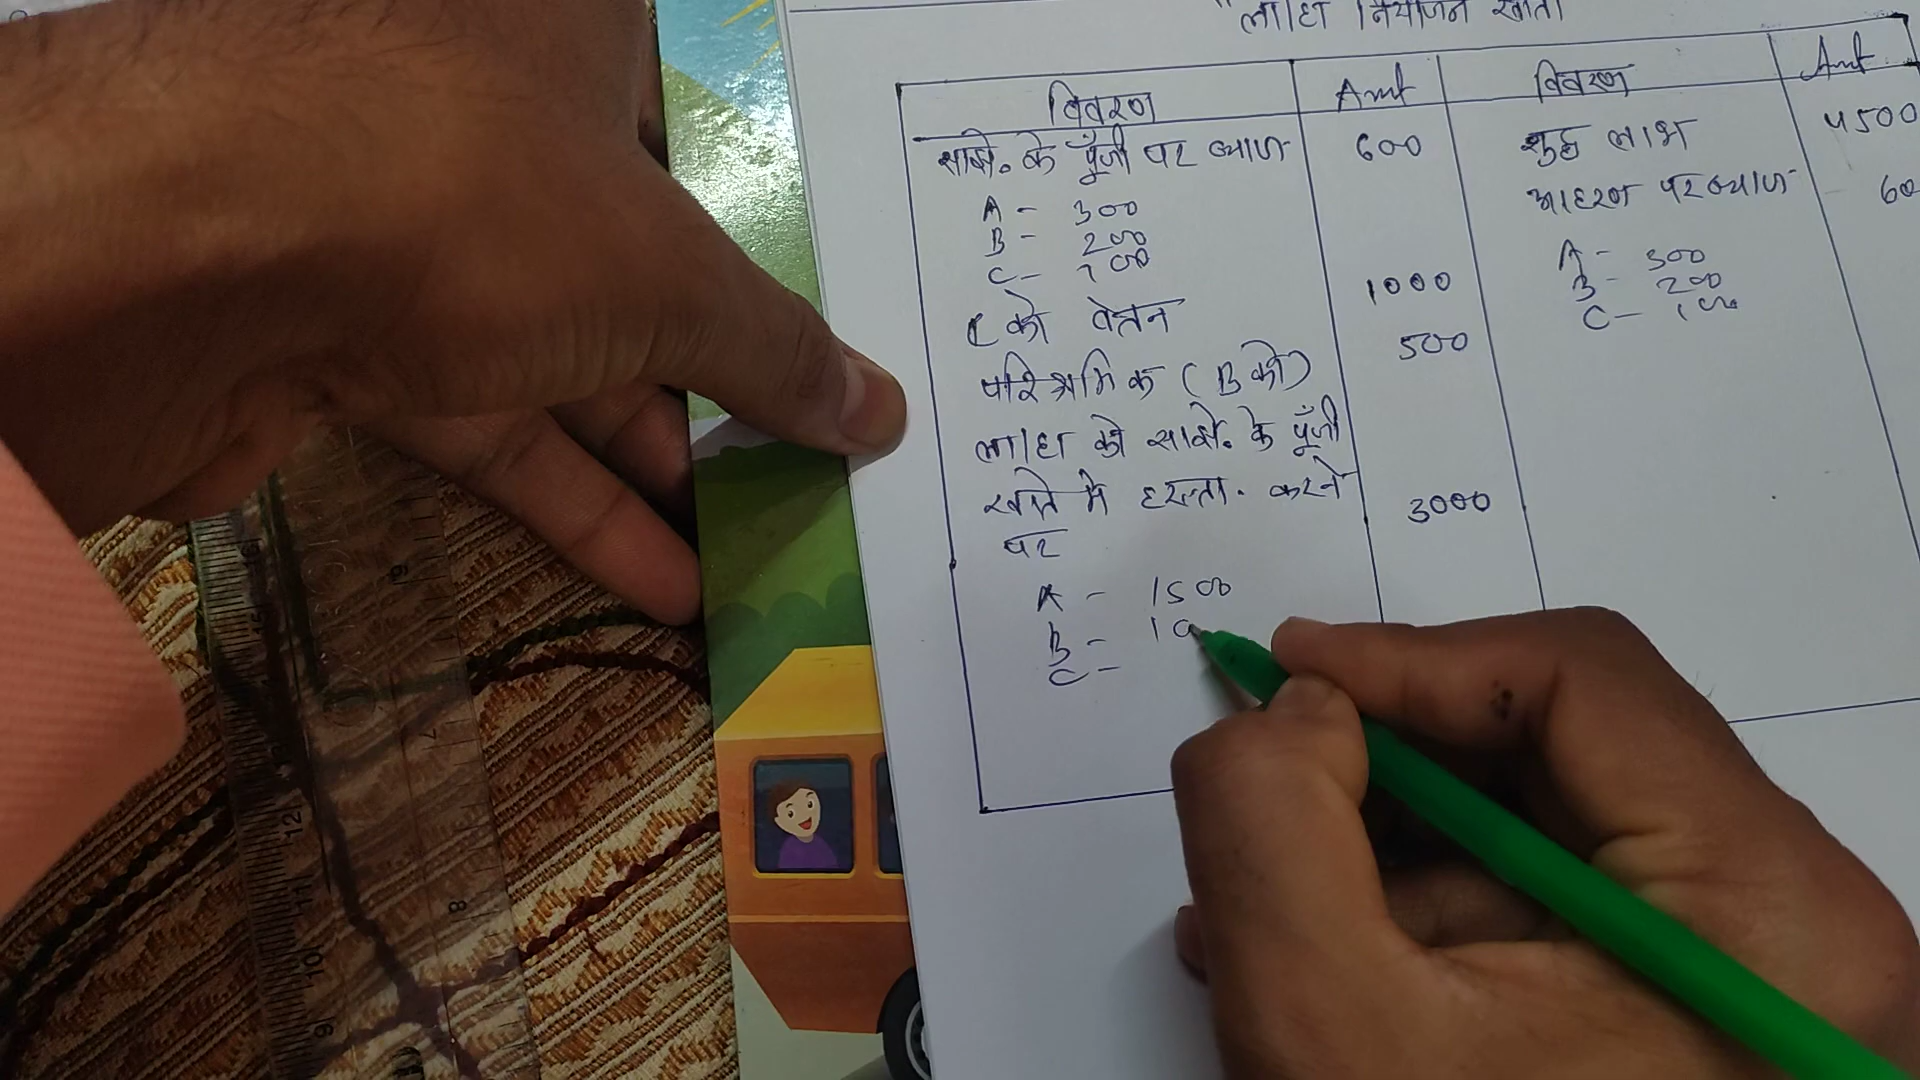 "ला/हा नियोजन खाता
विवरण Amt विवरण Amt
साझे. के पूँजी पर ब्याज 600 शुद्ध लाभ 4500
A - 300 आहरण पर ब्याज 60
B - 200 A - 300
C - 100 B - 200
C को वेतन 1000 C - 100
परिश्रमिक (B को) 500
ला/हा को साझे. के पूँजी
खाते में हस्ता. करने 3000
पर
A - 1500
B - 10
C -